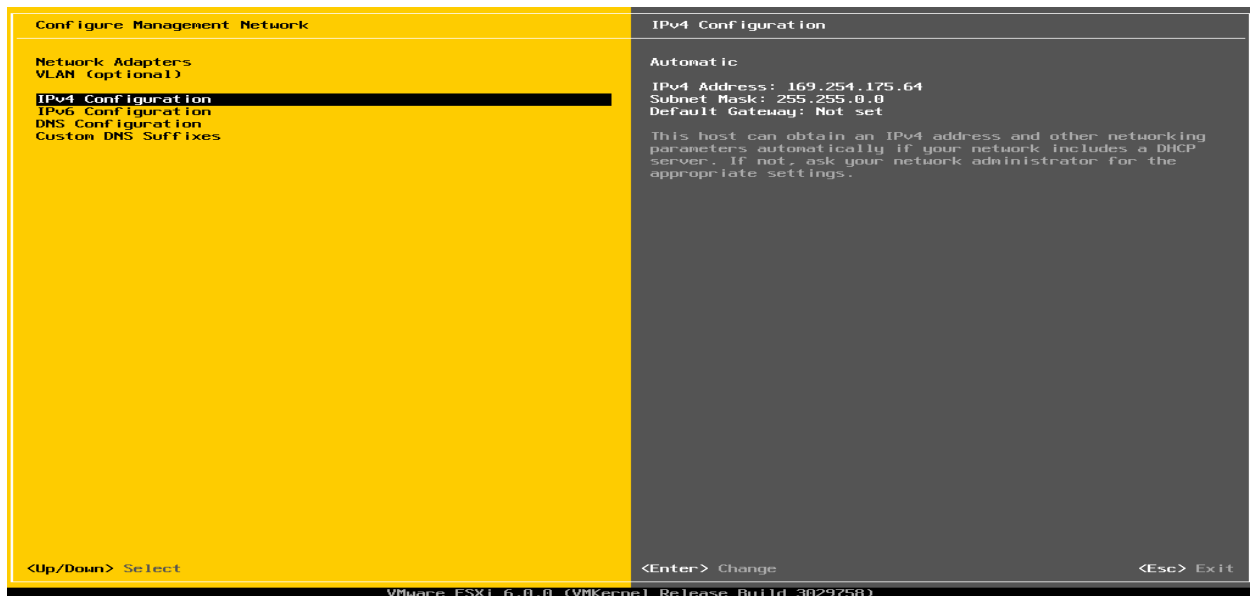 Configure Management Network
Network Adapters
VLAN (optional)
IPv4 Configuration
IPv6 Configuration
DNS Configuration
Custom DNS Suffixes
<Up/Down> Select
IPv4 Configuration
Automatic
IPv4 Address: 169.254.175.64
Subnet Mask: 255.255.0.0
Default Gateway: Not set
This host can obtain an IPv4 address and other networking
parameters automatically if your network includes a DHCP
server. If not, ask your network administrator for the
appropriate settings.
<Enter> Change
<Esc> Exit
VMware ESXi 6.0.0 (VMKernel Release Build 3029758)